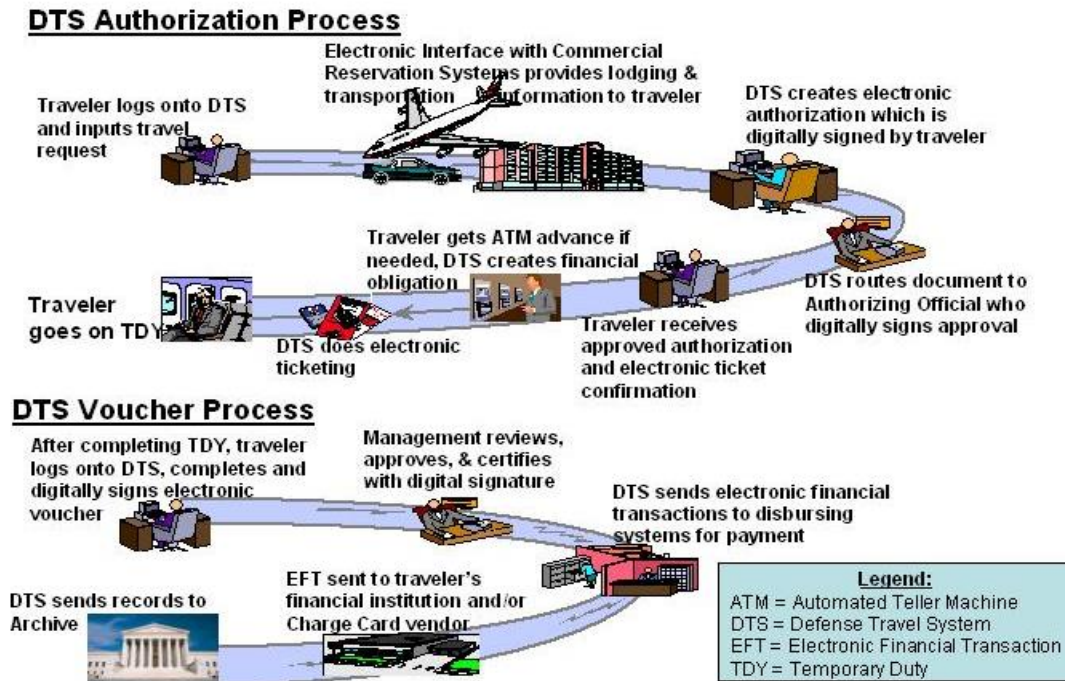 DTS Authorization Process
Traveler logs onto DTS
and inputs travel
request
Electronic Interface with Commercial
Reservation Systems provides lodging &
transportation information to traveler
DTS creates electronic
authorization which is
digitally signed by traveler
DTS routes document to
Authorizing Official who
digitally signs approval
Traveler receives
approved authorization
and electronic ticket
confirmation
Traveler gets ATM advance if
needed, DTS creates financial
obligation
DTS does electronic
ticketing
Traveler
goes on TDY
DTS Voucher Process
After completing TDY, traveler
logs onto DTS, completes and
digitally signs electronic
voucher
Management reviews,
approves, & certifies
with digital signature
DTS sends electronic financial
transactions to disbursing
systems for payment
EFT sent to traveler's
financial institution and/or
Charge Card vendor
DTS sends records to
Archive
Legend:
ATM = Automated Teller Machine
DTS = Defense Travel System
EFT = Electronic Financial Transaction
TDY = Temporary Duty